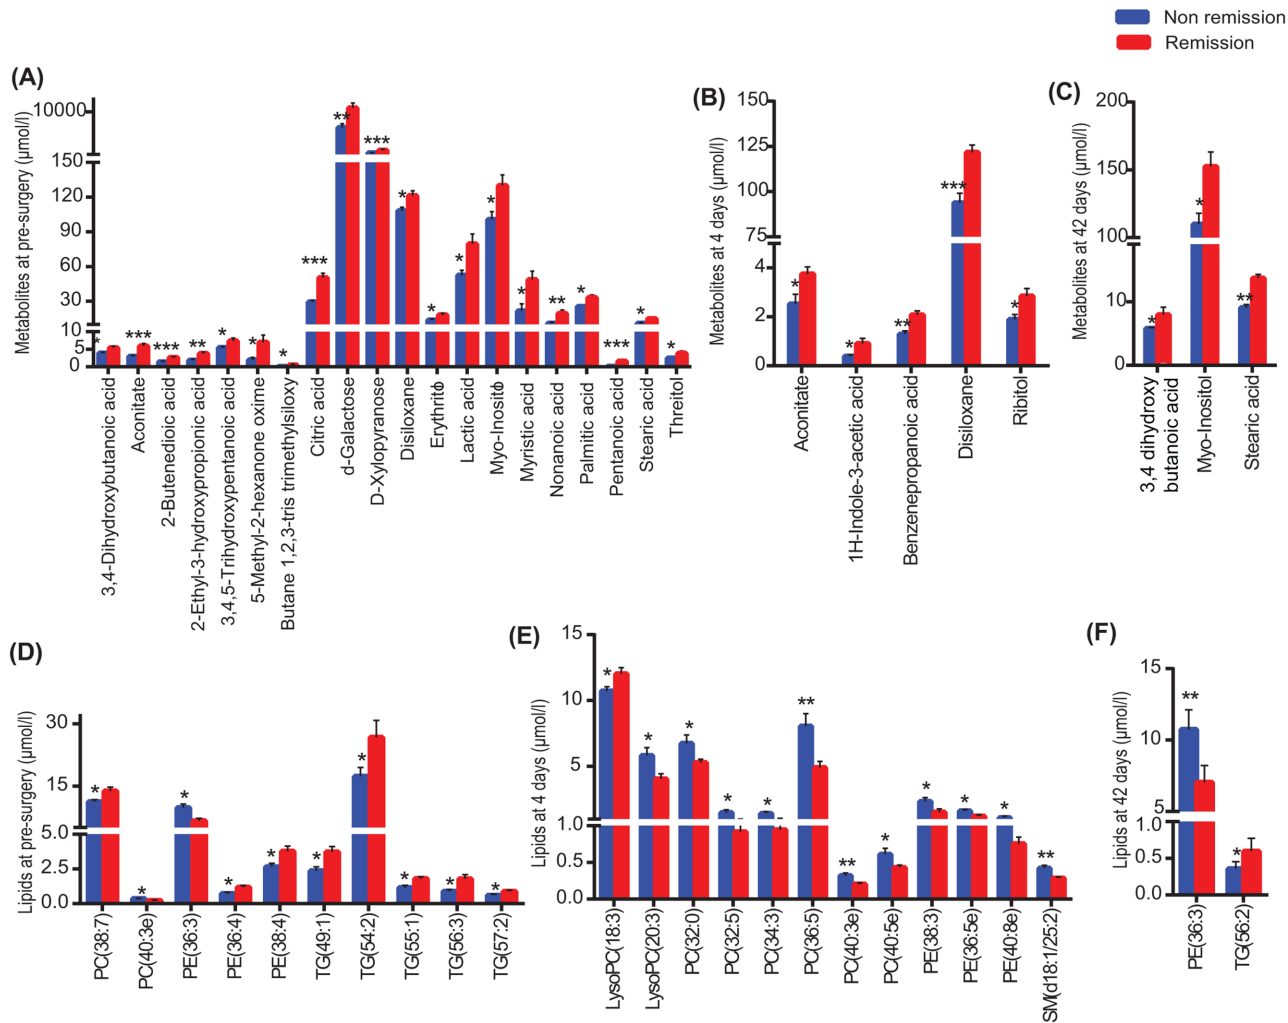 Non remission
Remission
(A)
Metabolites at pre-surgery (µmol/l)
10000
150
120
90
60
30
10
5
0
*
***
***
**
*
*
*
***
**
***
*
*
*
*
*
**
*
***
*
*
3,4-Dihydroxybutanoic acid
Aconitate
2-Butenedioic acid
2-Ethyl-3-hydroxypropionic acid
3,4,5-Trihydroxypentanoic acid
5-Methyl-2-hexanone oxime
Butane 1,2,3-tris trimethylsiloxy
Citric acid
d-Galactose
D-Xylopyranose
Disiloxane
Erythritϕ
Lactic acid
Myo-Inositϕ
Myristic acid
Nonanoic acid
Palmitic acid
Pentanoic acid
Stearic acid
Threitol
(B)
Metabolites at 4 days (µmol/l)
150
125
100
75
4
2
0
*
*
**
***
*
Aconitate
1H-Indole-3-acetic acid
Benzenepropanoic acid
Disiloxane
Ribitol
(C)
Metabolites at 42 days (µmol/l)
200
150
100
10
0
*
*
**
3,4 dihydroxy
butanoic acid
Myo-Inositol
Stearic acid
(D)
Lipids at pre-surgery (µmol/l)
30
15
5.0
2.5
0.0
*
*
*
*
*
*
*
*
*
*
PC(38:7)
PC(40:3e)
PE(36:3)
PE(36:4)
PE(38:4)
TG(49:1)
TG(54:2)
TG(55:1)
TG(56:3)
TG(57:2)
(E)
Lipids at 4 days (µmol/l)
15
10
5
1.0
0.5
0.0
*
*
*
*
*
**
**
*
*
*
*
**
LysoPC(18:3)
LysoPC(20:3)
PC(32:0)
PC(32:5)
PC(34:3)
PC(36:5)
PC(40:3e)
PC(40:5e)
PE(38:3)
PE(36:5e)
PE(40:8e)
SM(d18:1/25:2)
(F)
Lipids at 42 days (µmol/l)
15
10
5
1.0
0.5
0.0
**
*
PE(36:3)
TG(56:2)